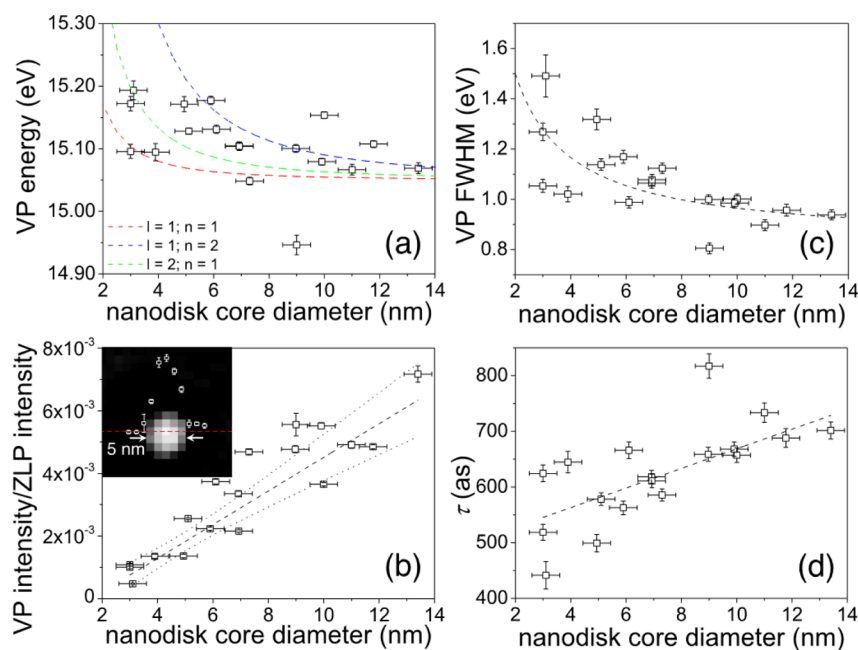 15.30
15.20
15.10
15.00
14.90
VP energy (eV)
l = 1; n = 1
l = 1; n = 2
l = 2; n = 1
(a)
2 4 6 8 10 12 14
nanodisk core diameter (nm)
1.6
1.4
1.2
1.0
0.8
VP FWHM (eV)
(c)
2 4 6 8 10 12 14
nanodisk core diameter (nm)
8x10-3
6x10-3
4x10-3
2x10-3
0
VP intensity/ZLP intensity
5 nm
(b)
2 4 6 8 10 12 14
nanodisk core diameter (nm)
800
700
600
500
400
τ (as)
(d)
2 4 6 8 10 12 14
nanodisk core diameter (nm)